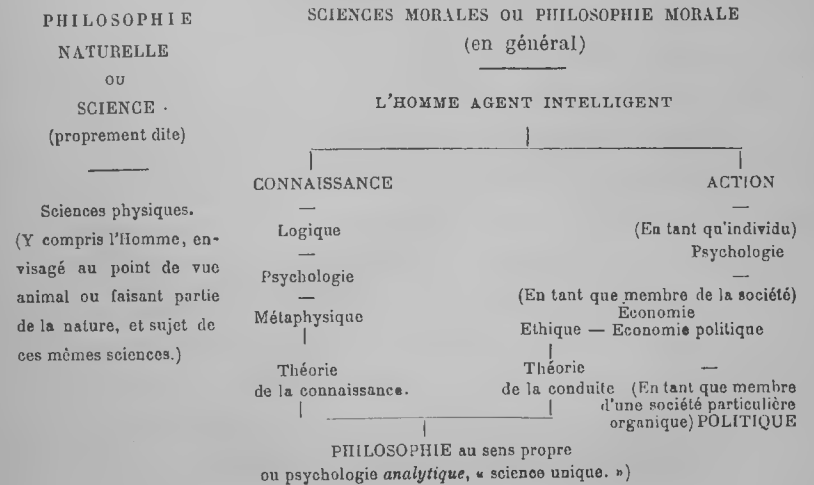 PHILOSOPHIE
NATURELLE
OU
SCIENCE
(proprement dite)
Sciences physiques.
(Y compris l'Homme, en-
visagé au point de vue
animal ou faisant partie
de la nature, et sujet de
ces mêmes sciences.)
SCIENCES MORALES OU PHILOSOPHIE MORALE
(en général)
L'HOMME AGENT INTELLIGENT
CONNAISSANCE
—
Logique
—
Psychologie
—
Métaphysique
Théorie
de la connaissance.
ACTION
—
(En tant qu'individu)
Psychologie
—
(En tant que membre de la société)
Économie
Ethique — Economie politique
Théorie
de la conduite
—
(En tant que membre
d'une société particulière
organique) POLITIQUE
PHILOSOPHIE au sens propre
ou psychologie analytique, « science unique. »)